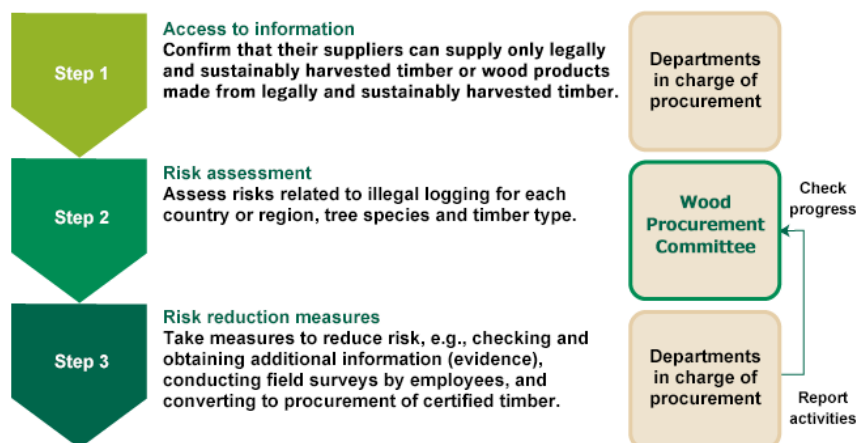 Step 1
Access to information
Confirm that their suppliers can supply only legally
and sustainably harvested timber or wood products
made from legally and sustainably harvested timber.
Departments
in charge of
procurement
Step 2
Risk assessment
Assess risks related to illegal logging for each
country or region, tree species and timber type.
Wood
Procurement
Committee
Check
progress
Step 3
Risk reduction measures
Take measures to reduce risk, e.g., checking and
obtaining additional information (evidence),
conducting field surveys by employees, and
converting to procurement of certified timber.
Departments
in charge of
procurement
Report
activities